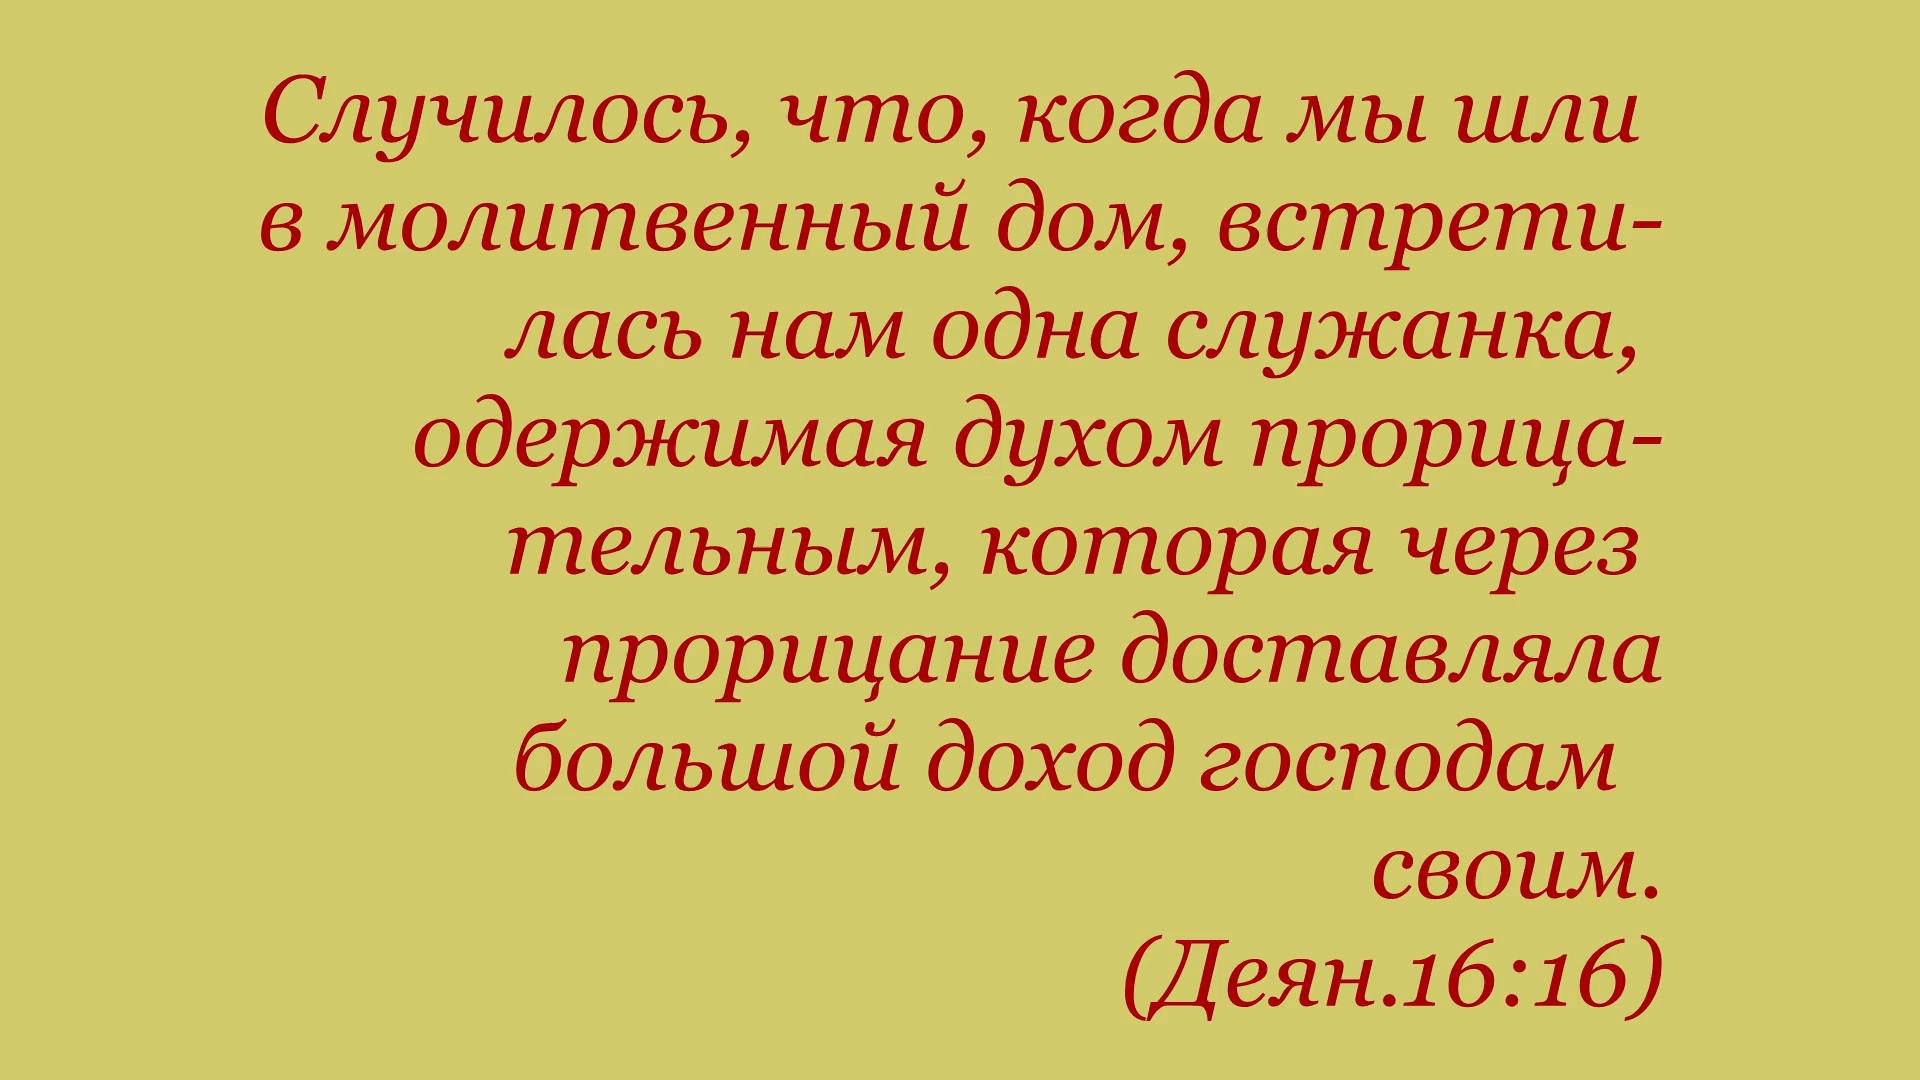 Случилось, что, когда мы шли
в молитвенный дом, встрети-
лась нам одна служанка,
одержимая духом прорица-
тельным, которая через
прорицание доставляла
большой доход господам
своим.
(Деян.16:16)